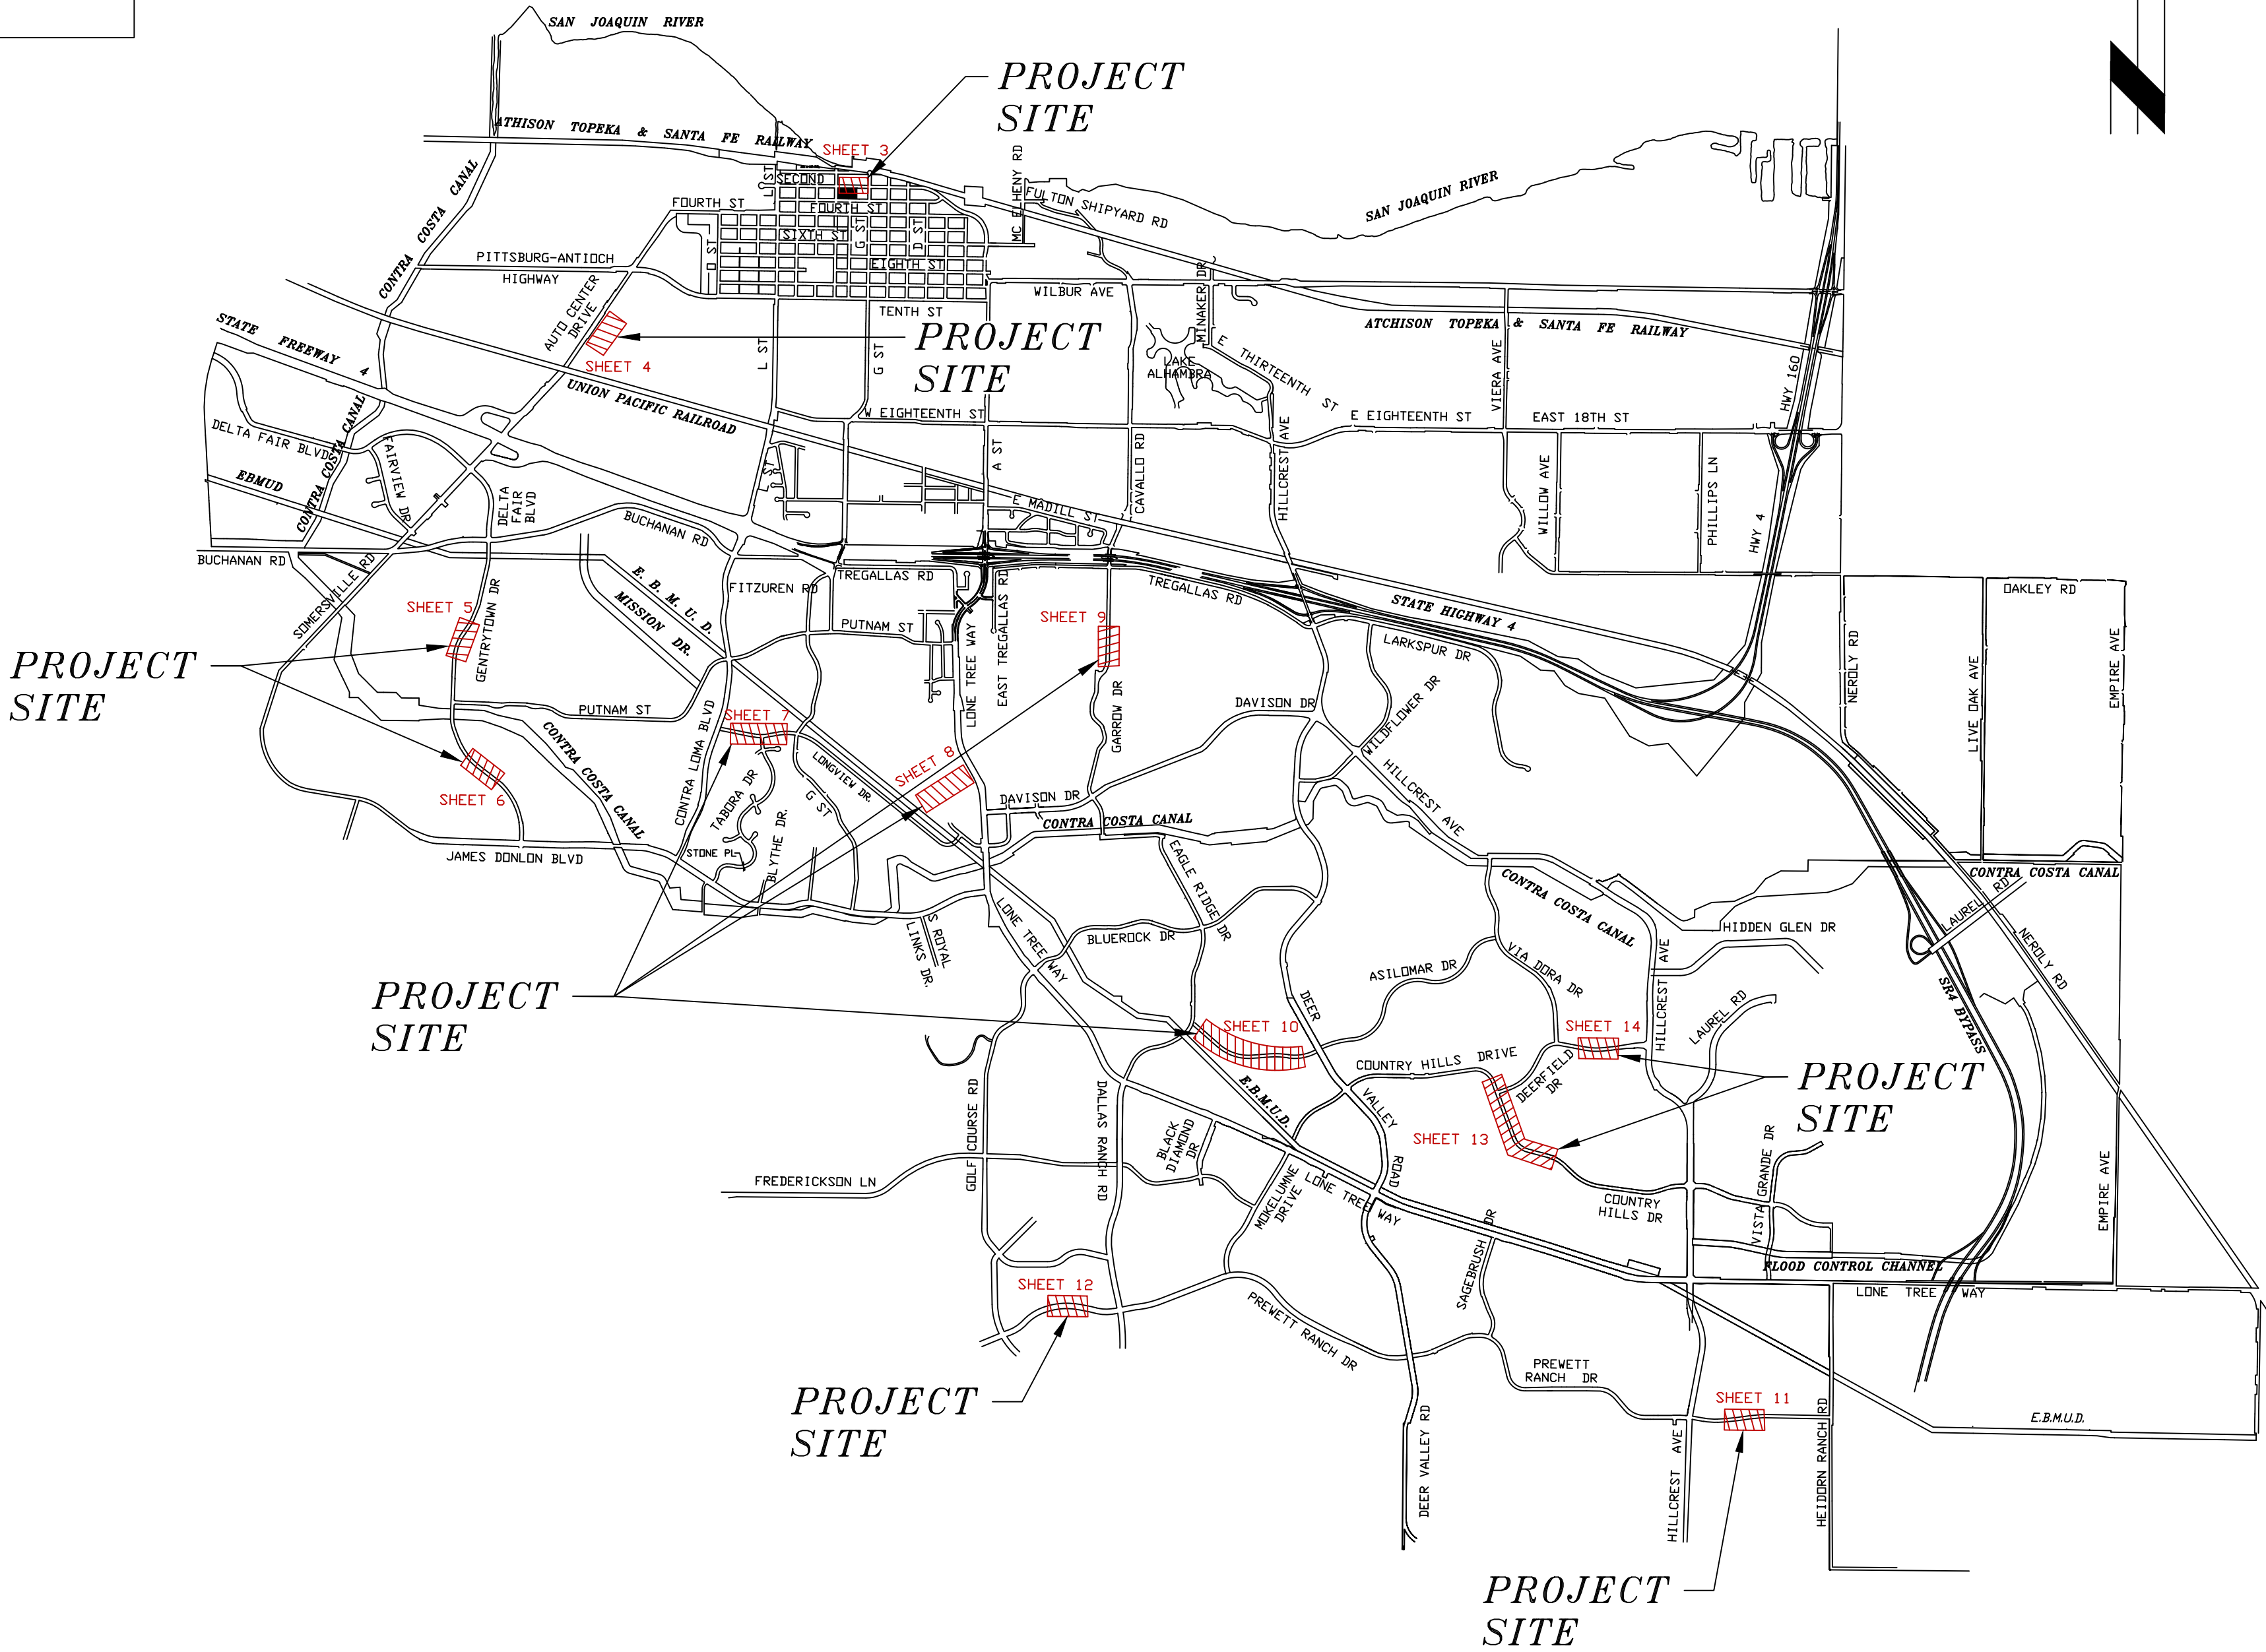 SAN JOAQUIN RIVER
PROJECT
SITE
ATHISON TOPEKA & SANTA FE RAILWAY
SHEET 3
SECOND
L ST
FOURTH ST
FOURTH ST
SIXTH ST
G ST
D ST
EIGHTH ST
O ST
MC ELHENY RD
FULTON SHIPYARD RD
SAN JOAQUIN RIVER
CONTRA COSTA CANAL
PITTSBURG-ANTIOCH
HIGHWAY
AUTO CENTER
DRIVE
TENTH ST
WILBUR AVE
MINAKER DR
PROJECT
SITE
SHEET 4
STATE
FREEWAY 4
UNION PACIFIC RAILROAD
L ST
G ST
LAKE
ALHAMBRA
E THIRTEENTH ST
ATCHISON TOPEKA & SANTA FE RAILWAY
VIERA AVE
HWY 160
W EIGHTEENTH ST
E EIGHTEENTH ST
EAST 18TH ST
DELTA FAIR BLVD
CONTRA COSTA CANAL
FAIRVIEW DR
EBMUD
DELTA
FAIR
BLVD
L ST
A ST
CAVALLO RD
HILLCREST AVE
WILLOW AVE
PHILLIPS LN
HWY 4
E MADILL ST
BUCHANAN RD
BUCHANAN RD
SOMERSVILLE RD
E. B. M. U. D.
MISSION DR.
FITZUREN RD
TREGALLAS RD
EAST TREGALLAS RD
TREGALLAS RD
STATE HIGHWAY 4
OAKLEY RD
SHEET 5
GENTRYTOWN DR
PUTNAM ST
LONE TREE WAY
SHEET 9
LARKSPUR DR
NEROLY RD
LIVE OAK AVE
EMPIRE AVE
PROJECT
SITE
PUTNAM ST
CONTRA LOMA BLVD
SHEET 7
GARROW DR
DAVISON DR
WILDFLOWER DR
SHEET 6
CONTRA COSTA CANAL
TABORA DR
LONGVIEW DR.
G ST
SHEET 8
DAVISON DR
CONTRA COSTA CANAL
HILLCREST AVE
JAMES DONLON BLVD
STONE PL
BLYTHE DR.
EAGLE RIDGE DR
CONTRA COSTA CANAL
CONTRA COSTA CANAL
LAUREL RD
S ROYAL
LINKS DR.
LONE TREE WAY
BLUEROCK DR
VIA DORA DR
HILLCREST AVE
HIDDEN GLEN DR
NEROLY RD
ASILOMAR DR
PROJECT
SITE
SHEET 10
DEER
VALLEY
ROAD
SHEET 14
LAUREL RD
SR4 BYPASS
COUNTRY HILLS DRIVE
DEERFIELD
DR
PROJECT
SITE
E.B.M.U.D.
GOLF COURSE RD
DALLAS RANCH RD
BLACK
DIAMOND
DR
SHEET 13
FREDERICKSON LN
MOKELUMNE
DRIVE
LONE TREE WAY
COUNTRY
HILLS DR
VISTA GRANDE DR
EMPIRE AVE
SAGEBRUSH DR
FLOOD CONTROL CHANNEL
LONE TREE WAY
SHEET 12
PREWETT RANCH DR
PREWETT
RANCH DR
PROJECT
SITE
DEER VALLEY RD
SHEET 11
HILLCREST AVE
HEIDORN RANCH RD
E.B.M.U.D.
PROJECT
SITE